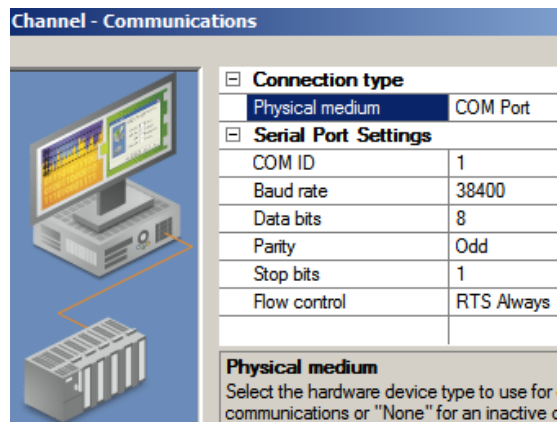 Channel - Communications
Connection type
Physical medium COM Port
Serial Port Settings
COM ID 1
Baud rate 38400
Data bits 8
Parity Odd
Stop bits 1
Flow control RTS Always
Physical medium
Select the hardware device type to use for
communications or "None" for an inactive